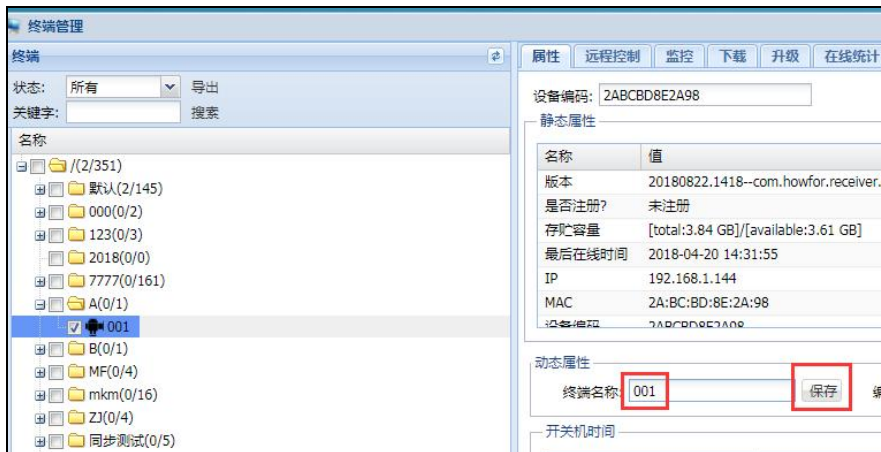 终端管理
终端
状态: 所有 导出
关键字: 搜索
名称
/(2/351)
默认(2/145)
000(0/2)
123(0/3)
2018(0/0)
7777(0/161)
A(0/1)
001
B(0/1)
MF(0/4)
mkm(0/16)
ZJ(0/4)
同步测试(0/5)
属性 远程控制 监控 下载 升级 在线统计
设备编码: 2ABCBD8E2A98
静态属性
名称 值
版本 20180822.1418--com.howfor.receiver.
是否注册? 未注册
存贮容量 [total:3.84 GB]/[available:3.61 GB]
最后在线时间 2018-04-20 14:31:55
IP 192.168.1.144
MAC 2A:BC:BD:8E:2A:98
设备编码 2ABCBD8E2A98
动态属性
终端名称: 001 保存 编
开关机时间